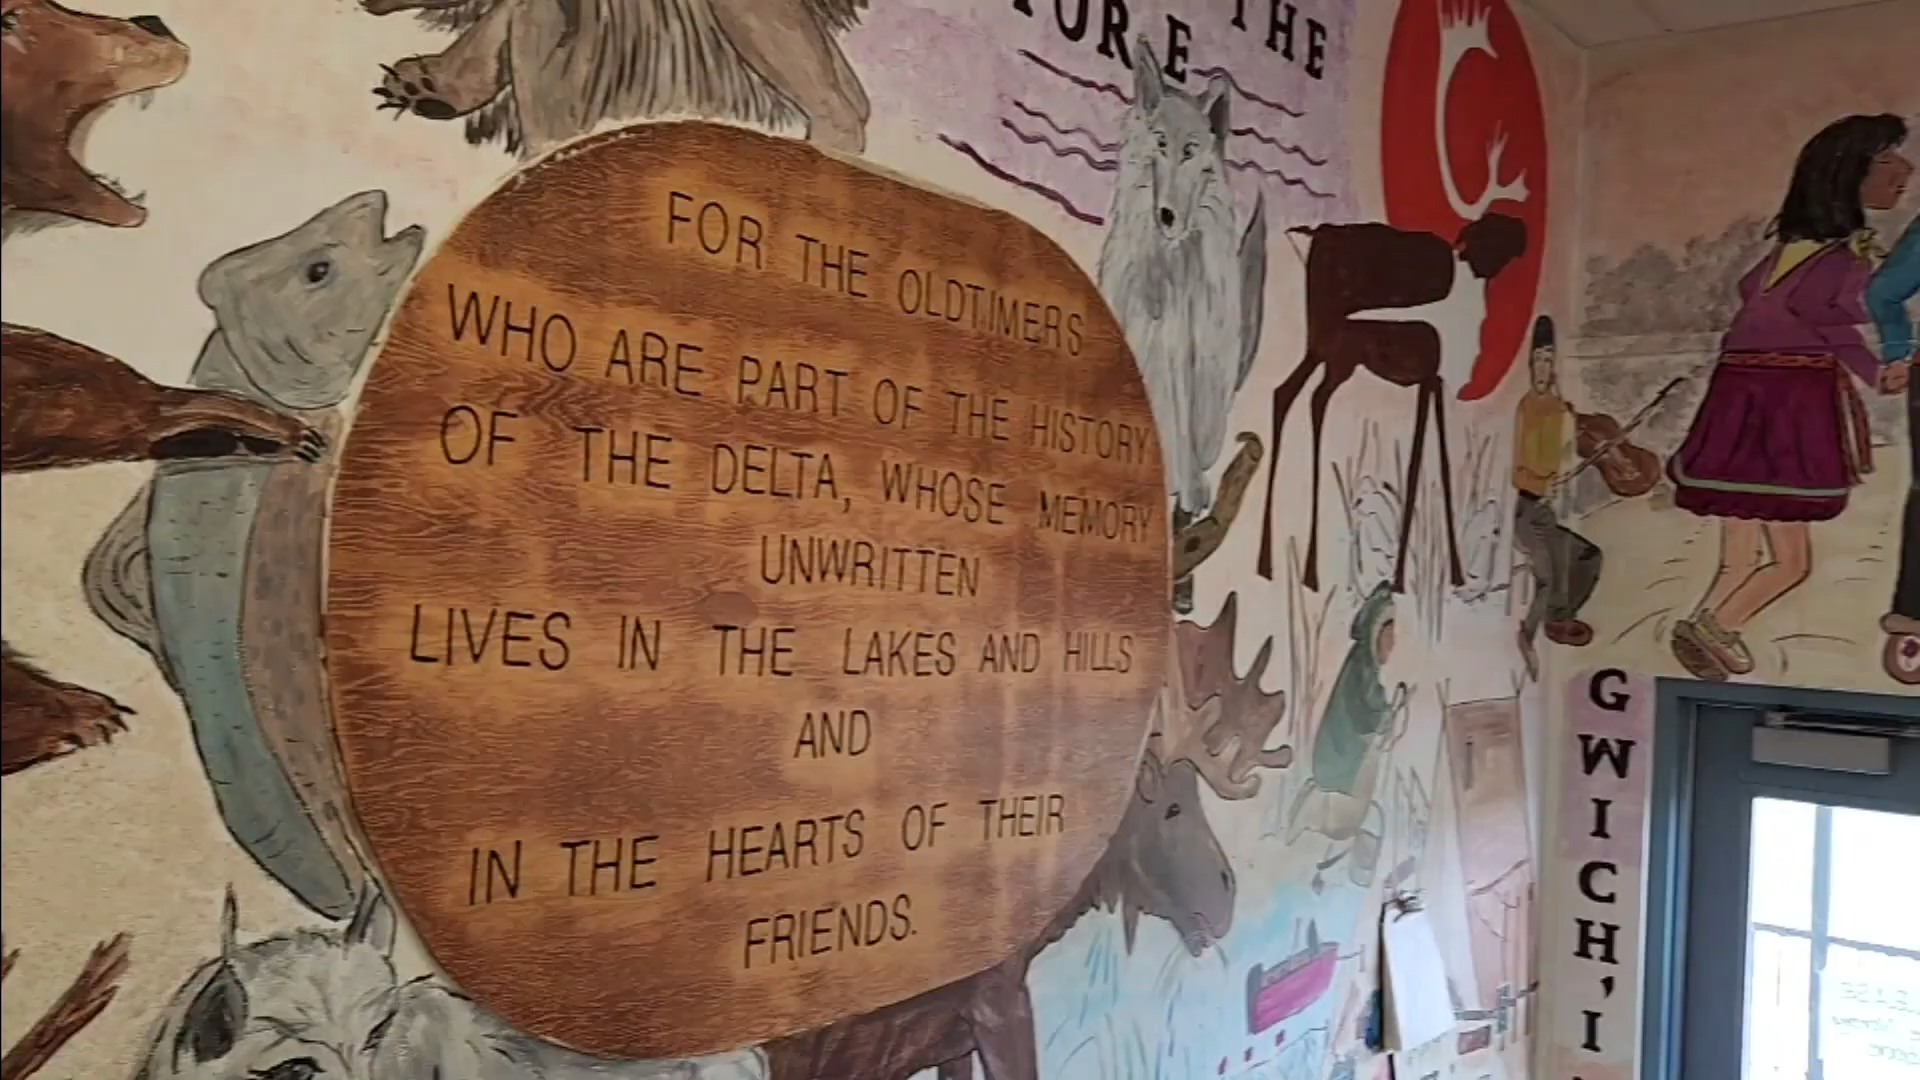 THE
FOR THE OLDTIMERS
WHO ARE PART OF THE HISTORY
OF THE DELTA, WHOSE MEMORY
UNWRITTEN
LIVES IN THE LAKES AND HILLS
AND
IN THE HEARTS OF THEIR
FRIENDS.
GWICH'I